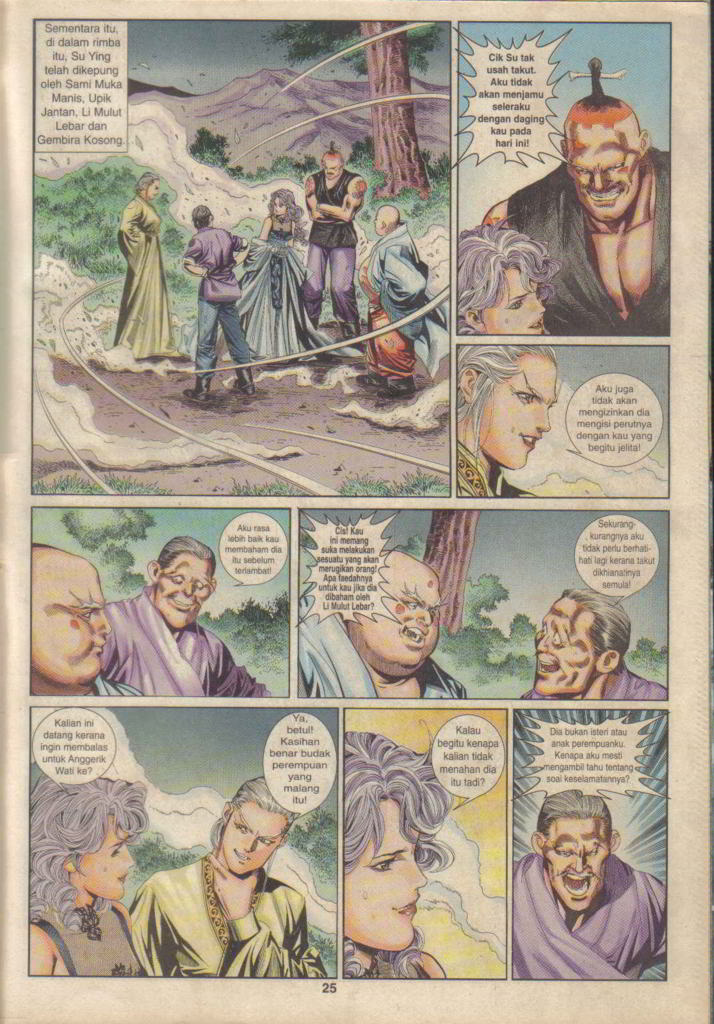 Sementara itu,
di dalam rimba
itu, Su Ying
telah dikepung
oleh Sami Muka
Manis, Upik
Jantan, Li Mulut
Lebar dan
Gembira Kosong.
Cik Su tak
usah takut.
Aku tidak
akan menjamu
seleraku
dengan daging
kau pada
hari ini!
Aku juga
tidak akan
mengizinkan dia
mengisi perutnya
dengan kau yang
begitu jelita!
Aku rasa
lebih baik kau
membaham dia
itu sebelum
terlambat!
Cis! Kau
ini memang
suka melakukan
sesuatu yang akan
merugikan orang!
Apa faedahnya
untuk kau jika dia
dibaham oleh
Li Mulut Lebar?
Sekurang-
kurangnya aku
tidak perlu berhati-
hati lagi kerana takut
dikhianatinya
semula!
Kalian ini
datang kerana
ingin membalas
untuk Anggerik
Wati ke?
Ya,
betul!
Kasihan
benar budak
perempuan
yang
malang
itu!
Kalau
begitu kenapa
kalian tidak
menahan dia
itu tadi?
Dia bukan isteri atau
anak perempuanku.
Kenapa aku mesti
mengambil tahu tentang
soal keselamatannya?
25